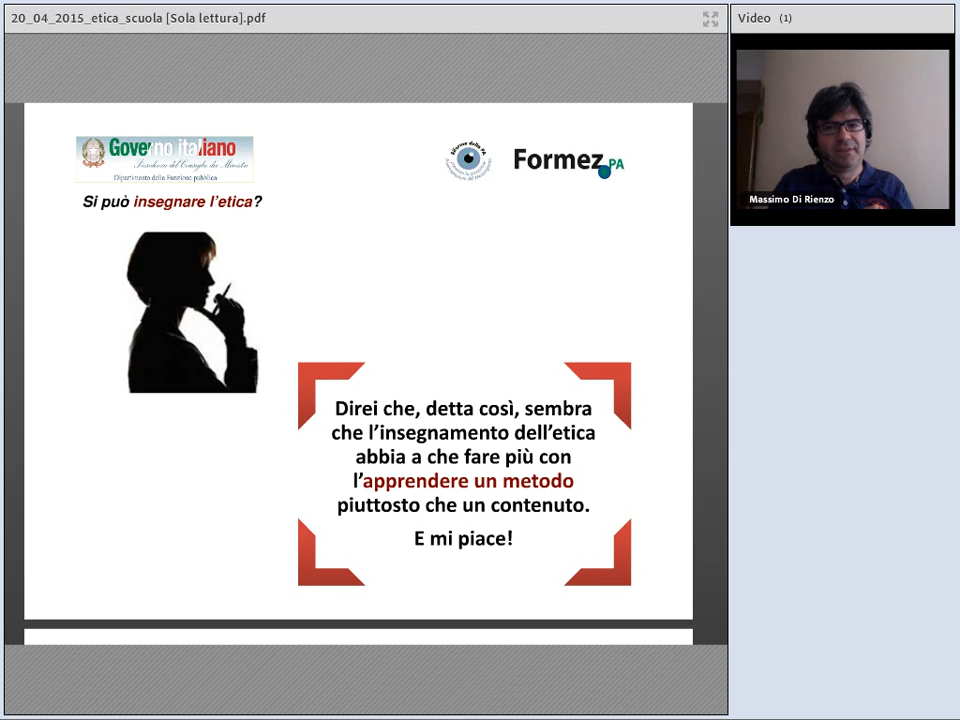 20_04_2015_etica_scuola [Sola lettura].pdf
Video (1)
Governo italiano
Presidenza del Consiglio dei Ministri
Dipartimento della Funzione pubblica
Formez PA
Massimo Di Rienzo
Si può insegnare l'etica?
Direi che, detta così, sembra
che l'insegnamento dell'etica
abbia a che fare più con
l'apprendere un metodo
piuttosto che un contenuto.
E mi piace!